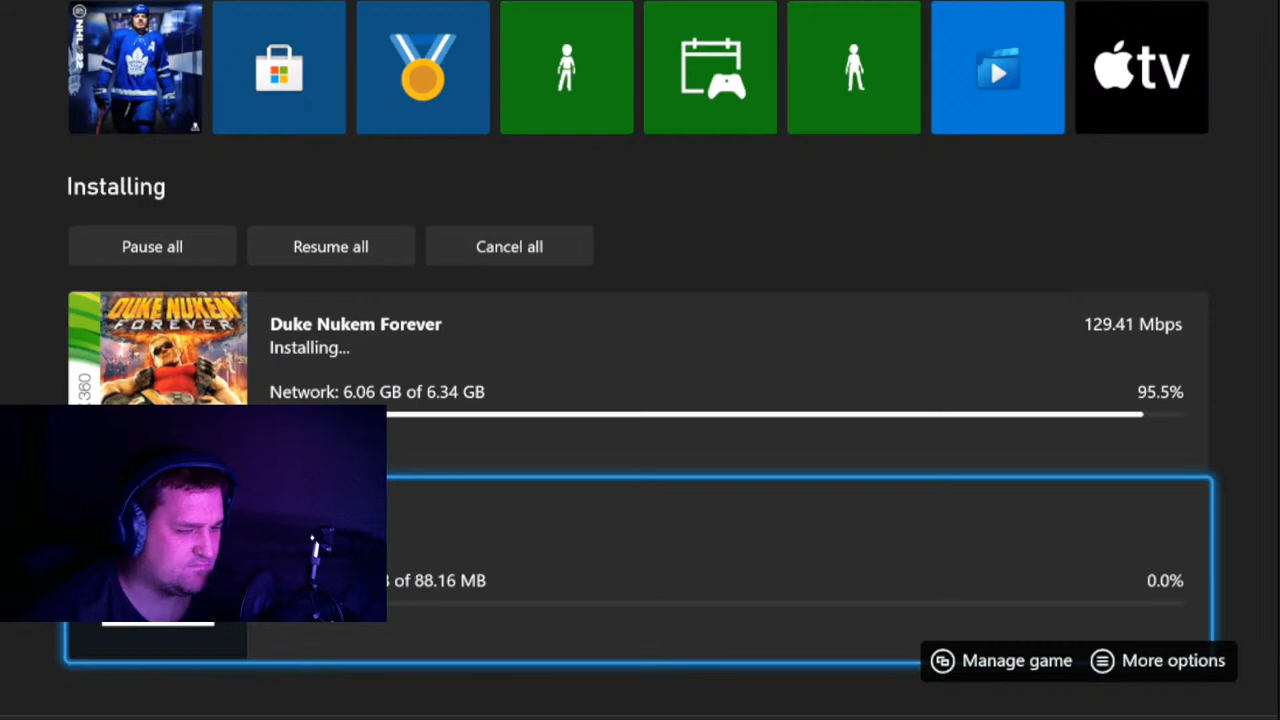 NHL 22
tv
Installing
Pause all
Resume all
Cancel all
DUKE NUKEM
FOREVER
360
Duke Nukem Forever
129.41 Mbps
Installing...
Network: 6.06 GB of 6.34 GB
95.5%
of 88.16 MB
0.0%
Manage game
More options